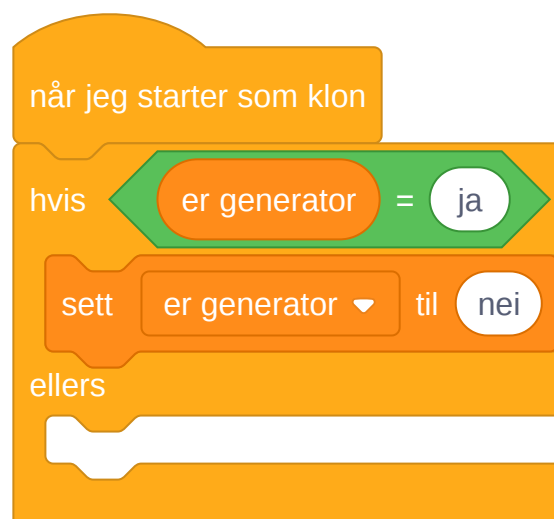 når jeg starter som klon
hvis er generator = ja
sett er generator til nei
ellers